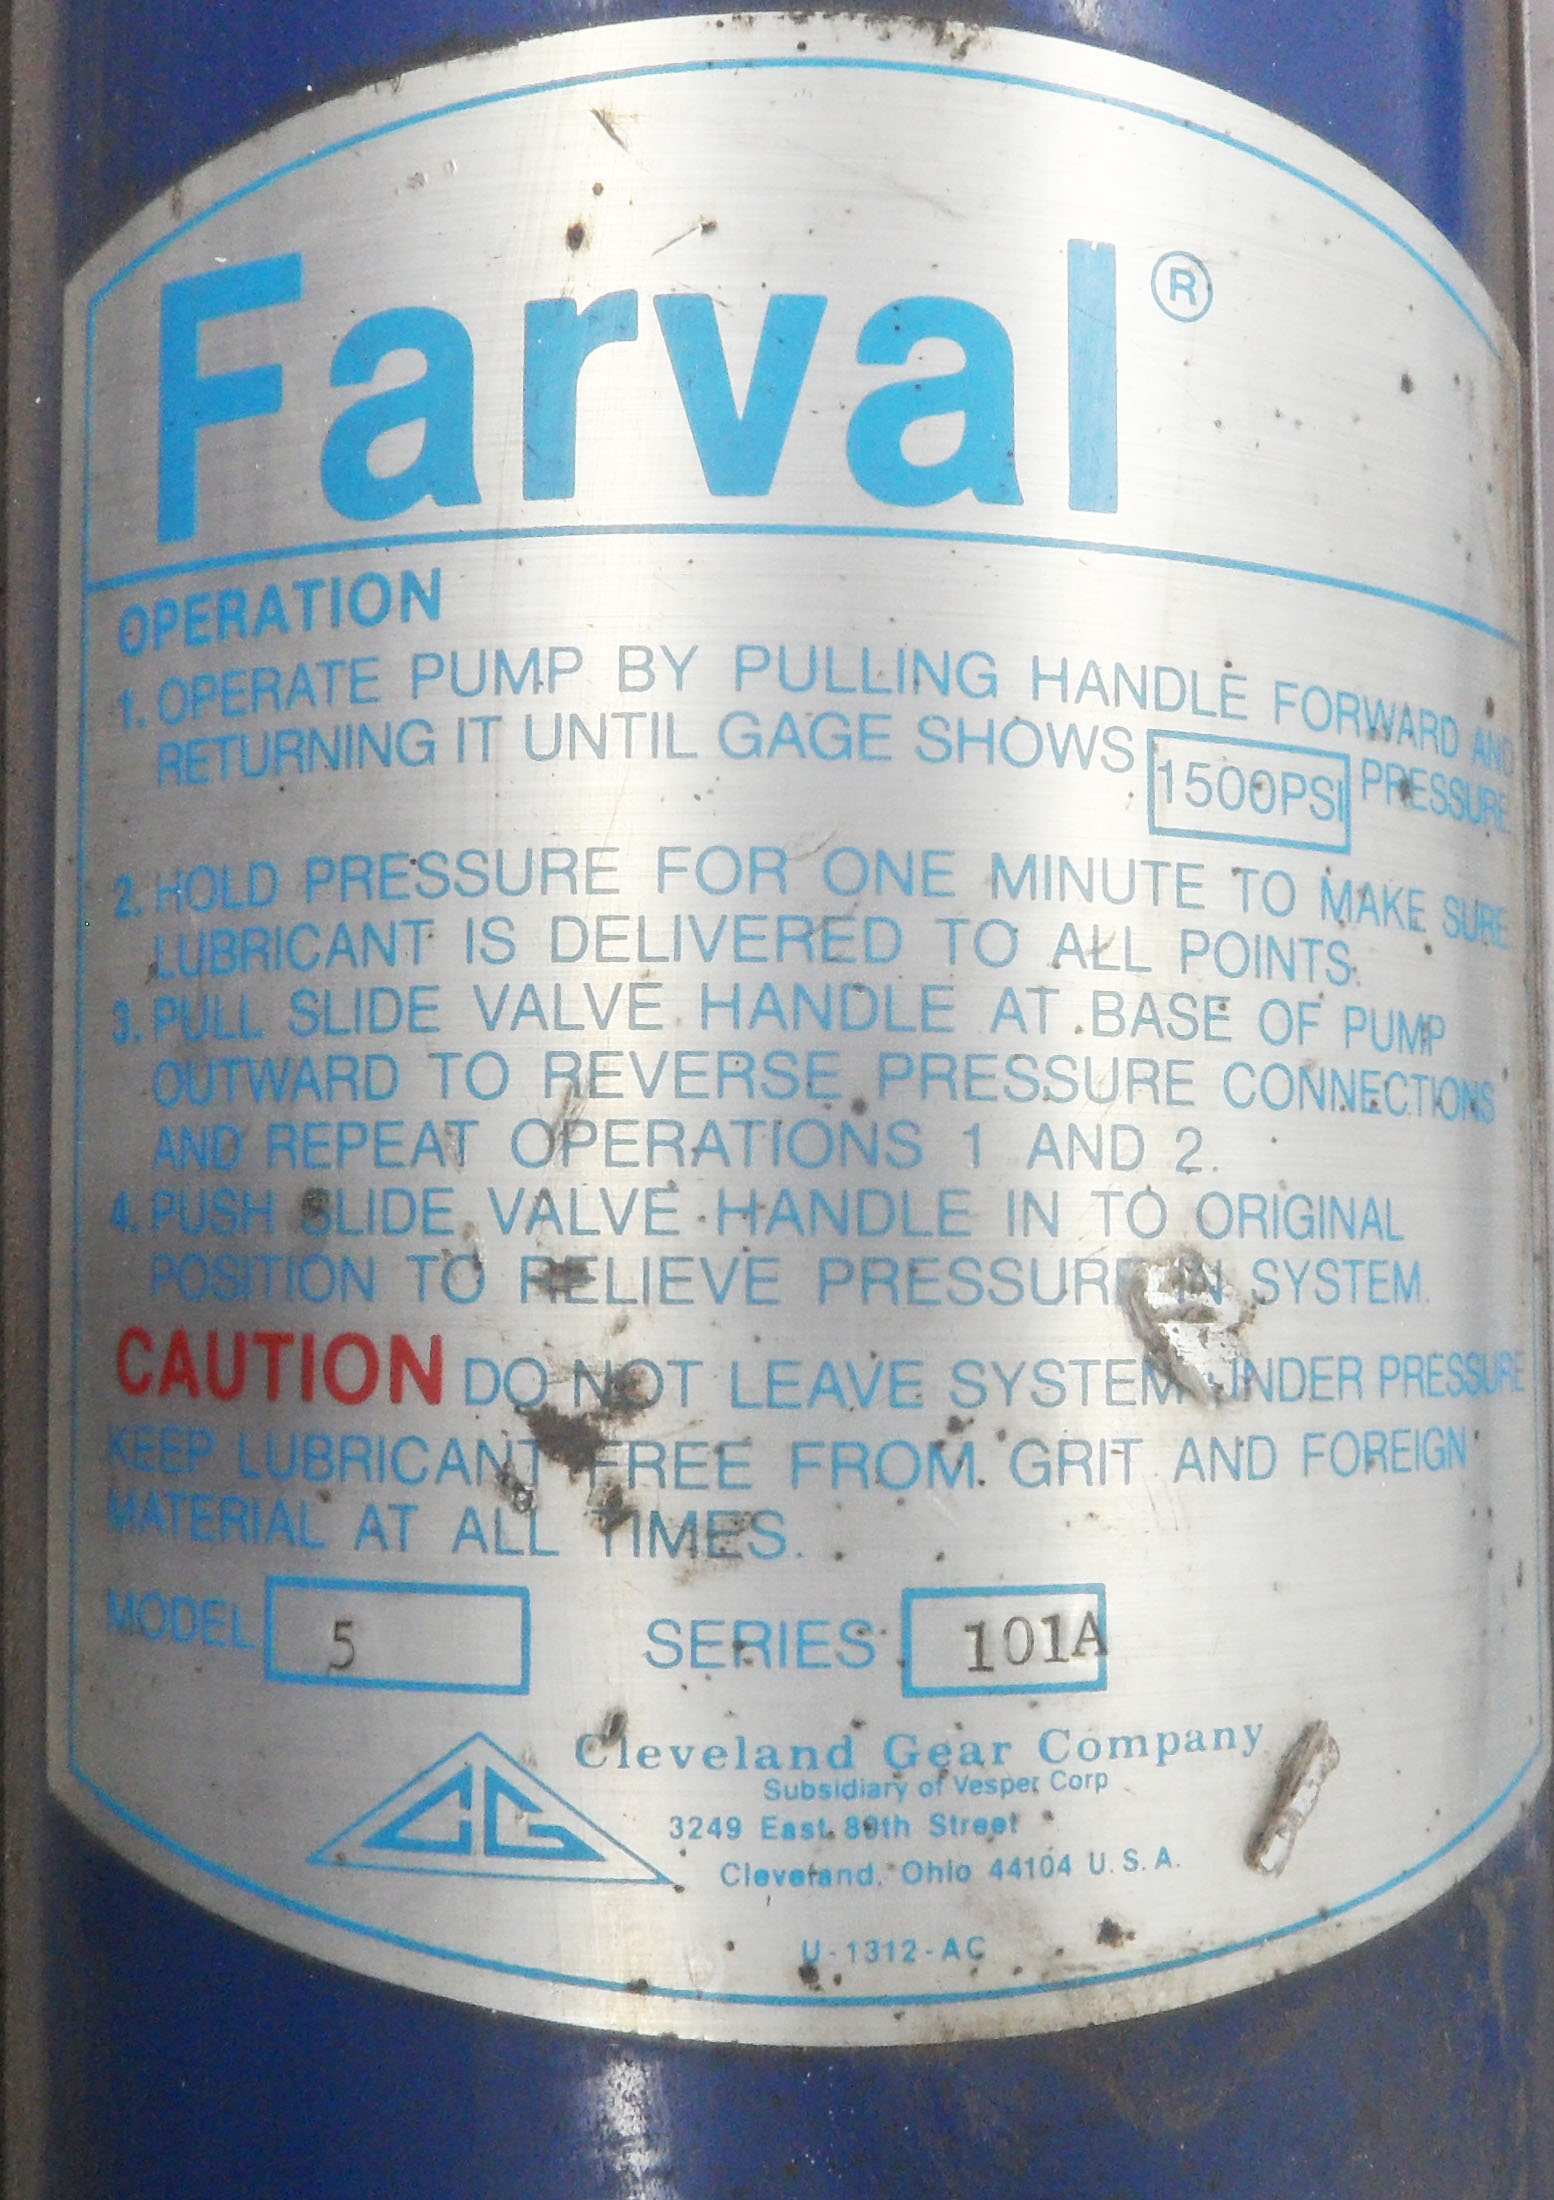 Farval®
OPERATION
1. OPERATE PUMP BY PULLING HANDLE FORWARD AND
RETURNING IT UNTIL GAGE SHOWS 1500PSI PRESSURE
2. HOLD PRESSURE FOR ONE MINUTE TO MAKE SURE
LUBRICANT IS DELIVERED TO ALL POINTS.
3. PULL SLIDE VALVE HANDLE AT BASE OF PUMP
OUTWARD TO REVERSE PRESSURE CONNECTIONS
AND REPEAT OPERATIONS 1 AND 2.
4. PUSH SLIDE VALVE HANDLE IN TO ORIGINAL
POSITION TO RELIEVE PRESSURE IN SYSTEM.
CAUTION DO NOT LEAVE SYSTEM UNDER PRESSURE
KEEP LUBRICANT FREE FROM GRIT AND FOREIGN
MATERIAL AT ALL TIMES.
MODEL 5 SERIES 101A
CG
Cleveland Gear Company
Subsidiary of Vesper Corp
3249 East Street
Cleveland, Ohio 44104 U.S.A.
U-1312-AC